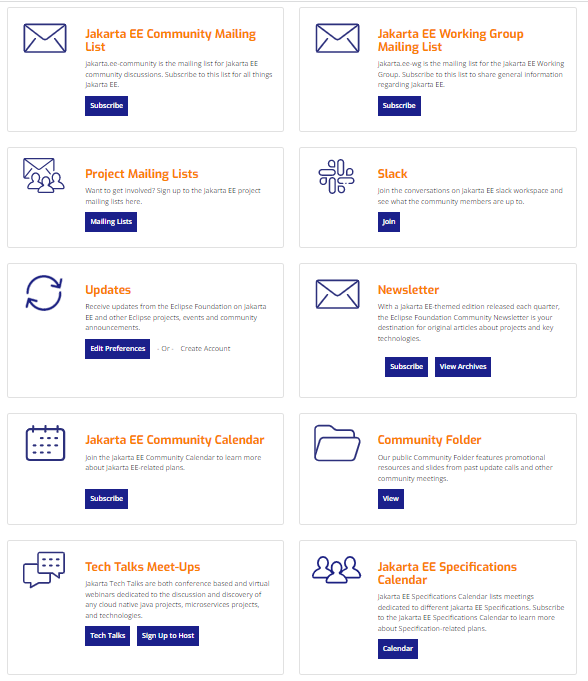 Jakarta EE Community Mailing
List
jakarta.ee-community is the mailing list for Jakarta EE
community discussions. Subscribe to this list for all things
Jakarta EE.
Subscribe
Jakarta EE Working Group
Mailing List
jakarta.ee-wg is the mailing list for the Jakarta EE Working
Group. Subscribe to this list to share general information
regarding Jakarta EE.
Subscribe
Project Mailing Lists
Want to get involved? Sign up to the Jakarta EE project
mailing lists here.
Mailing Lists
Slack
Join the conversations on Jakarta EE slack workspace and
see what the community members are up to.
Join
Updates
Receive updates from the Eclipse Foundation on Jakarta
EE and other Eclipse projects, events and community
announcements.
Edit Preferences - Or - Create Account
Newsletter
With a Jakarta EE-themed edition released each quarter,
the Eclipse Foundation Community Newsletter is your
destination for original articles about projects and key
technologies.
Subscribe View Archives
Jakarta EE Community Calendar
Join the Jakarta EE Community Calendar to learn more
about Jakarta EE-related plans.
Subscribe
Community Folder
Our public Community Folder features promotional
resources and slides from past update calls and other
community meetings.
View
Tech Talks Meet-Ups
Jakarta Tech Talks are both conference based and virtual
webinars dedicated to the discussion and discovery of
any cloud native java projects, microservices projects,
and technologies.
Tech Talks Sign Up to Host
Jakarta EE Specifications
Calendar
Jakarta EE Specifications Calendar lists meetings
dedicated to different Jakarta EE Specifications. Subscribe
to the Jakarta EE Specifications Calendar to learn more
about Specification-related plans.
Calendar